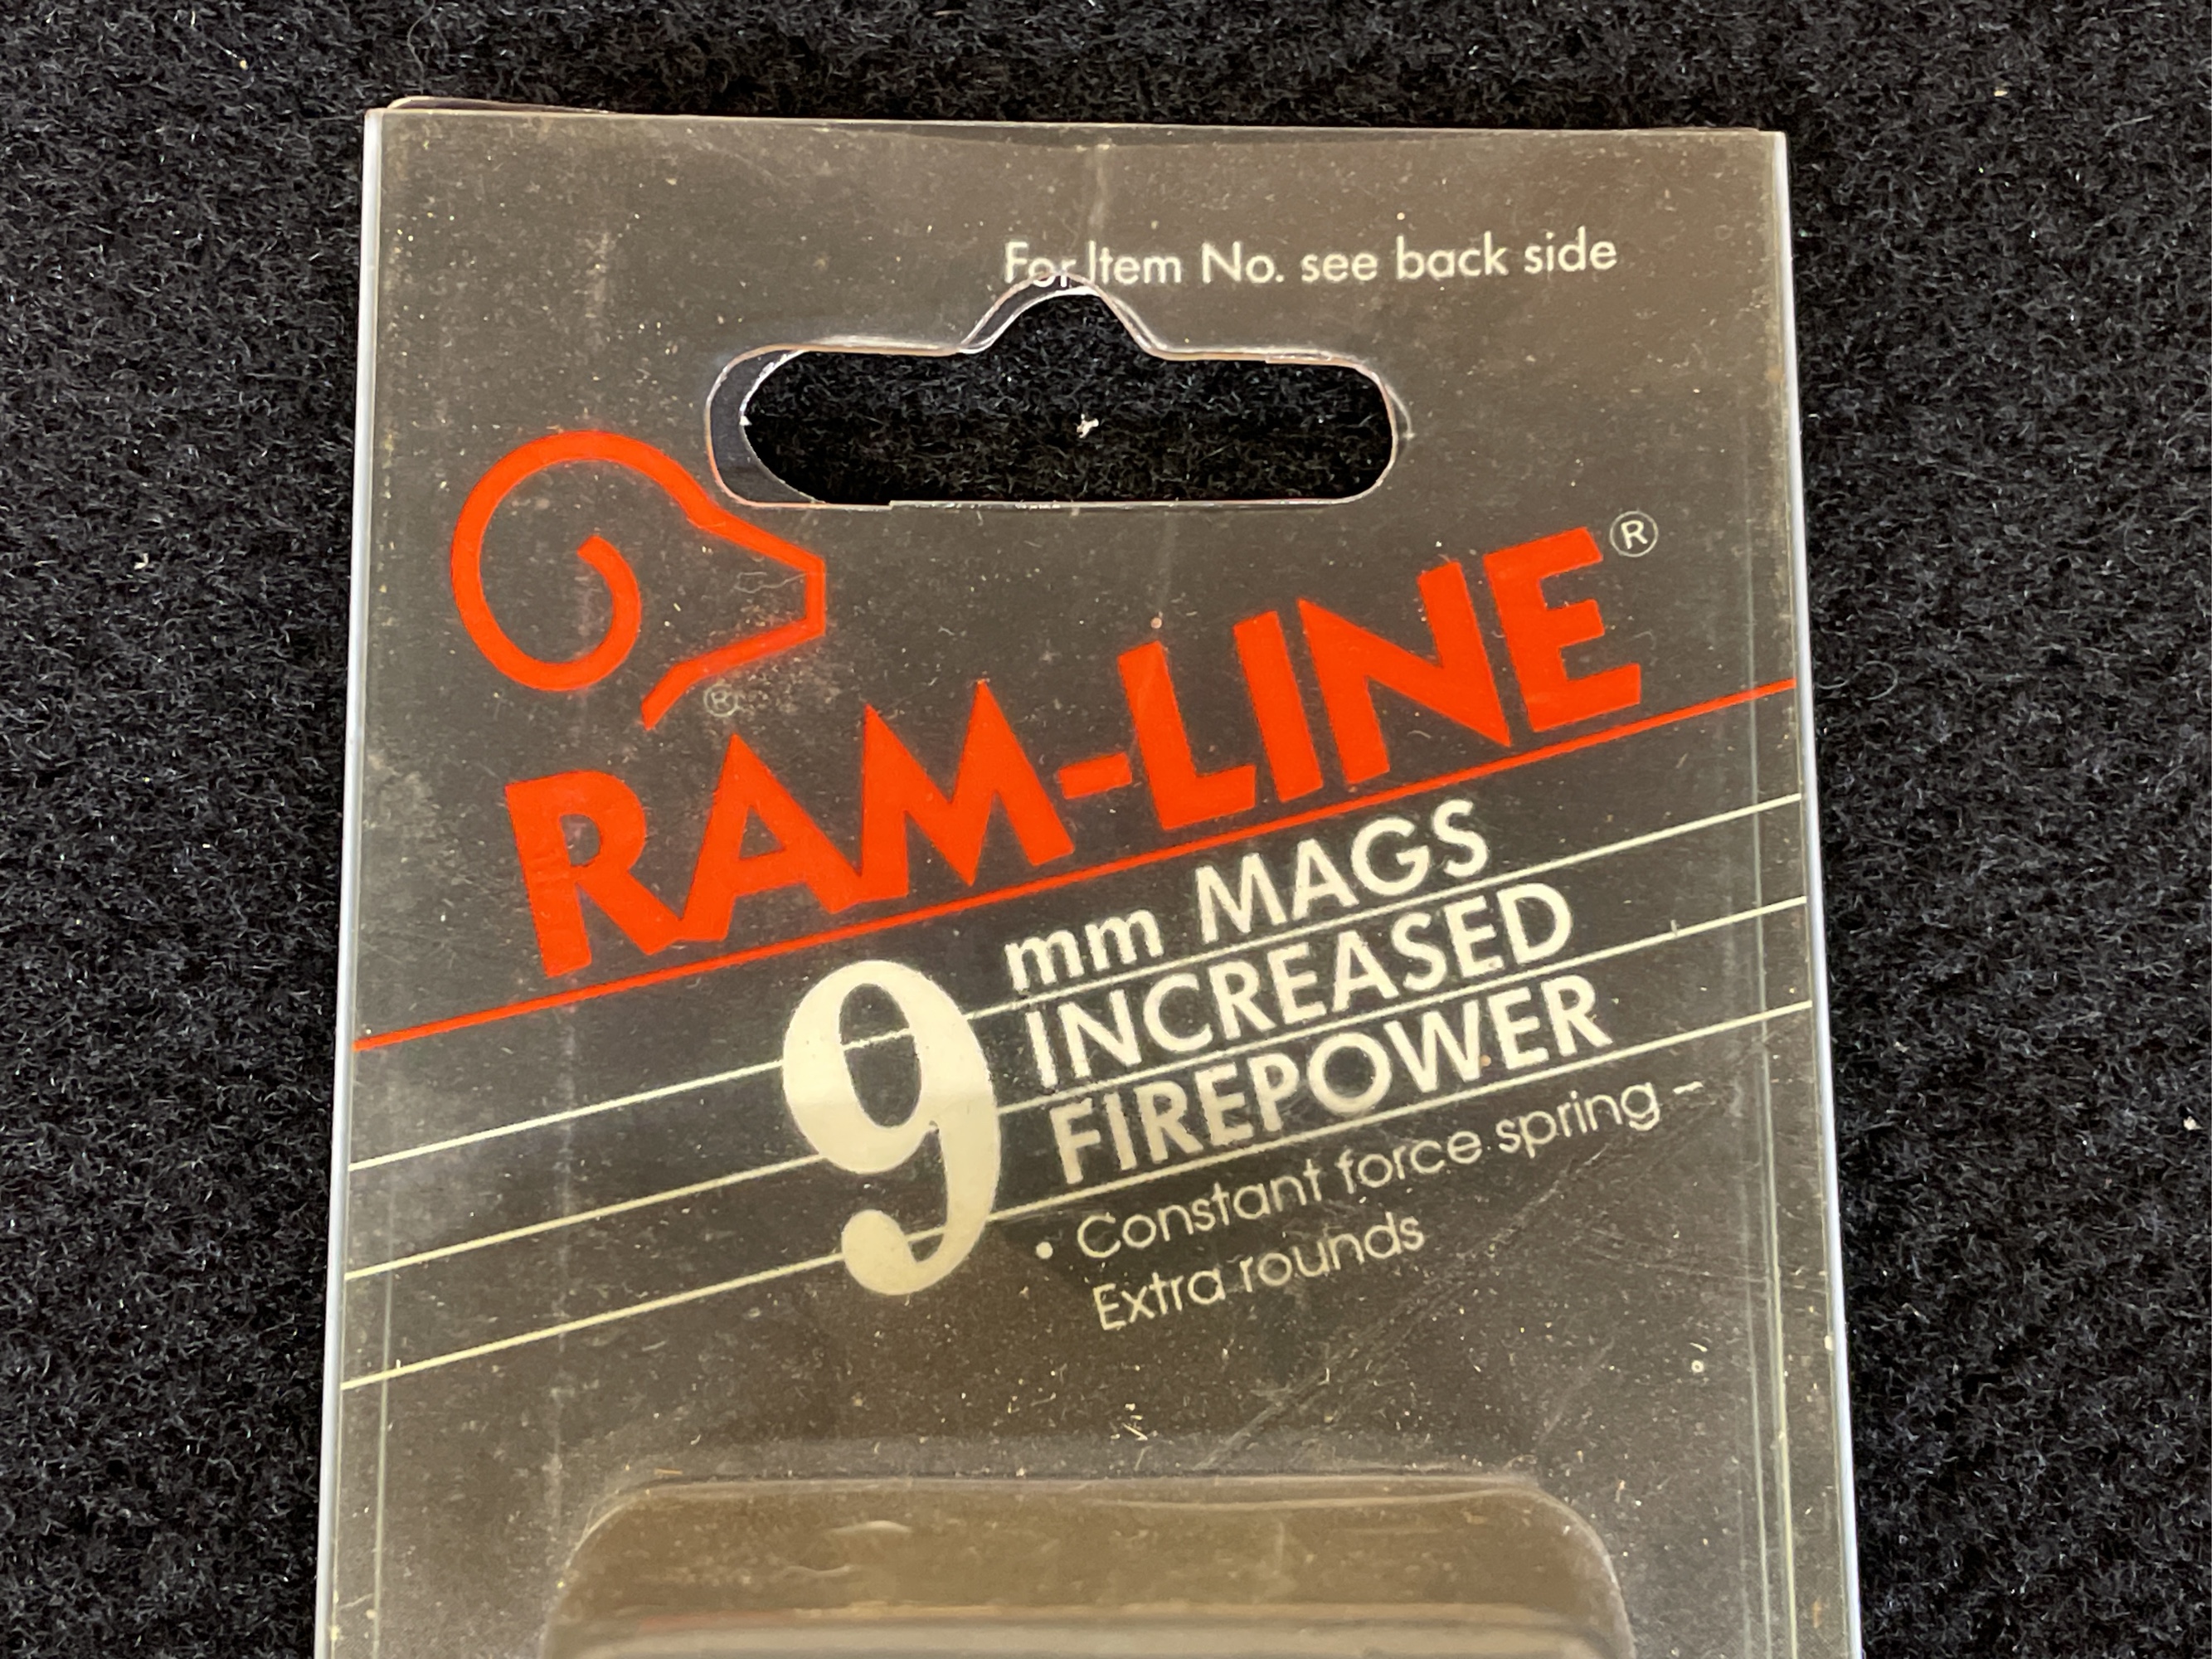 For Item No. see back side
®
RAM-LINE®
9 mm MAGS
INCREASED
FIREPOWER
• Constant force spring –
Extra rounds